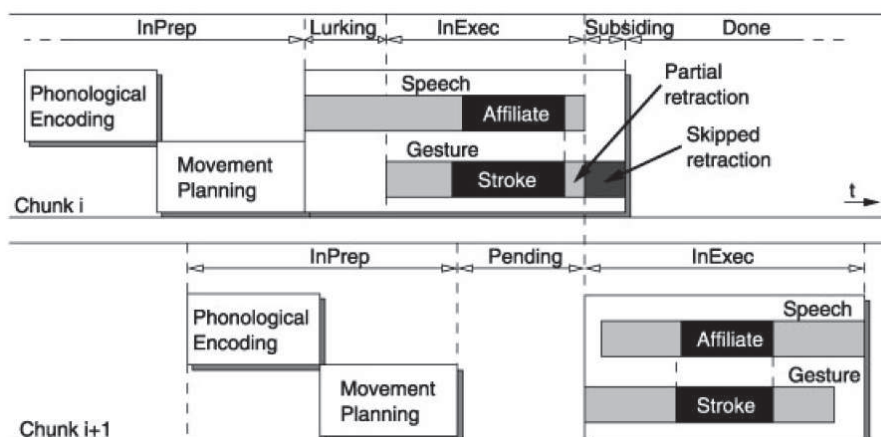 InPrep Lurking InExec Subsiding Done
Phonological
Encoding
Movement
Planning
Speech
Affiliate
Gesture
Stroke
Partial
retraction
Skipped
retraction
Chunk i
t
InPrep Pending InExec
Phonological
Encoding
Movement
Planning
Speech
Affiliate
Gesture
Stroke
Chunk i+1